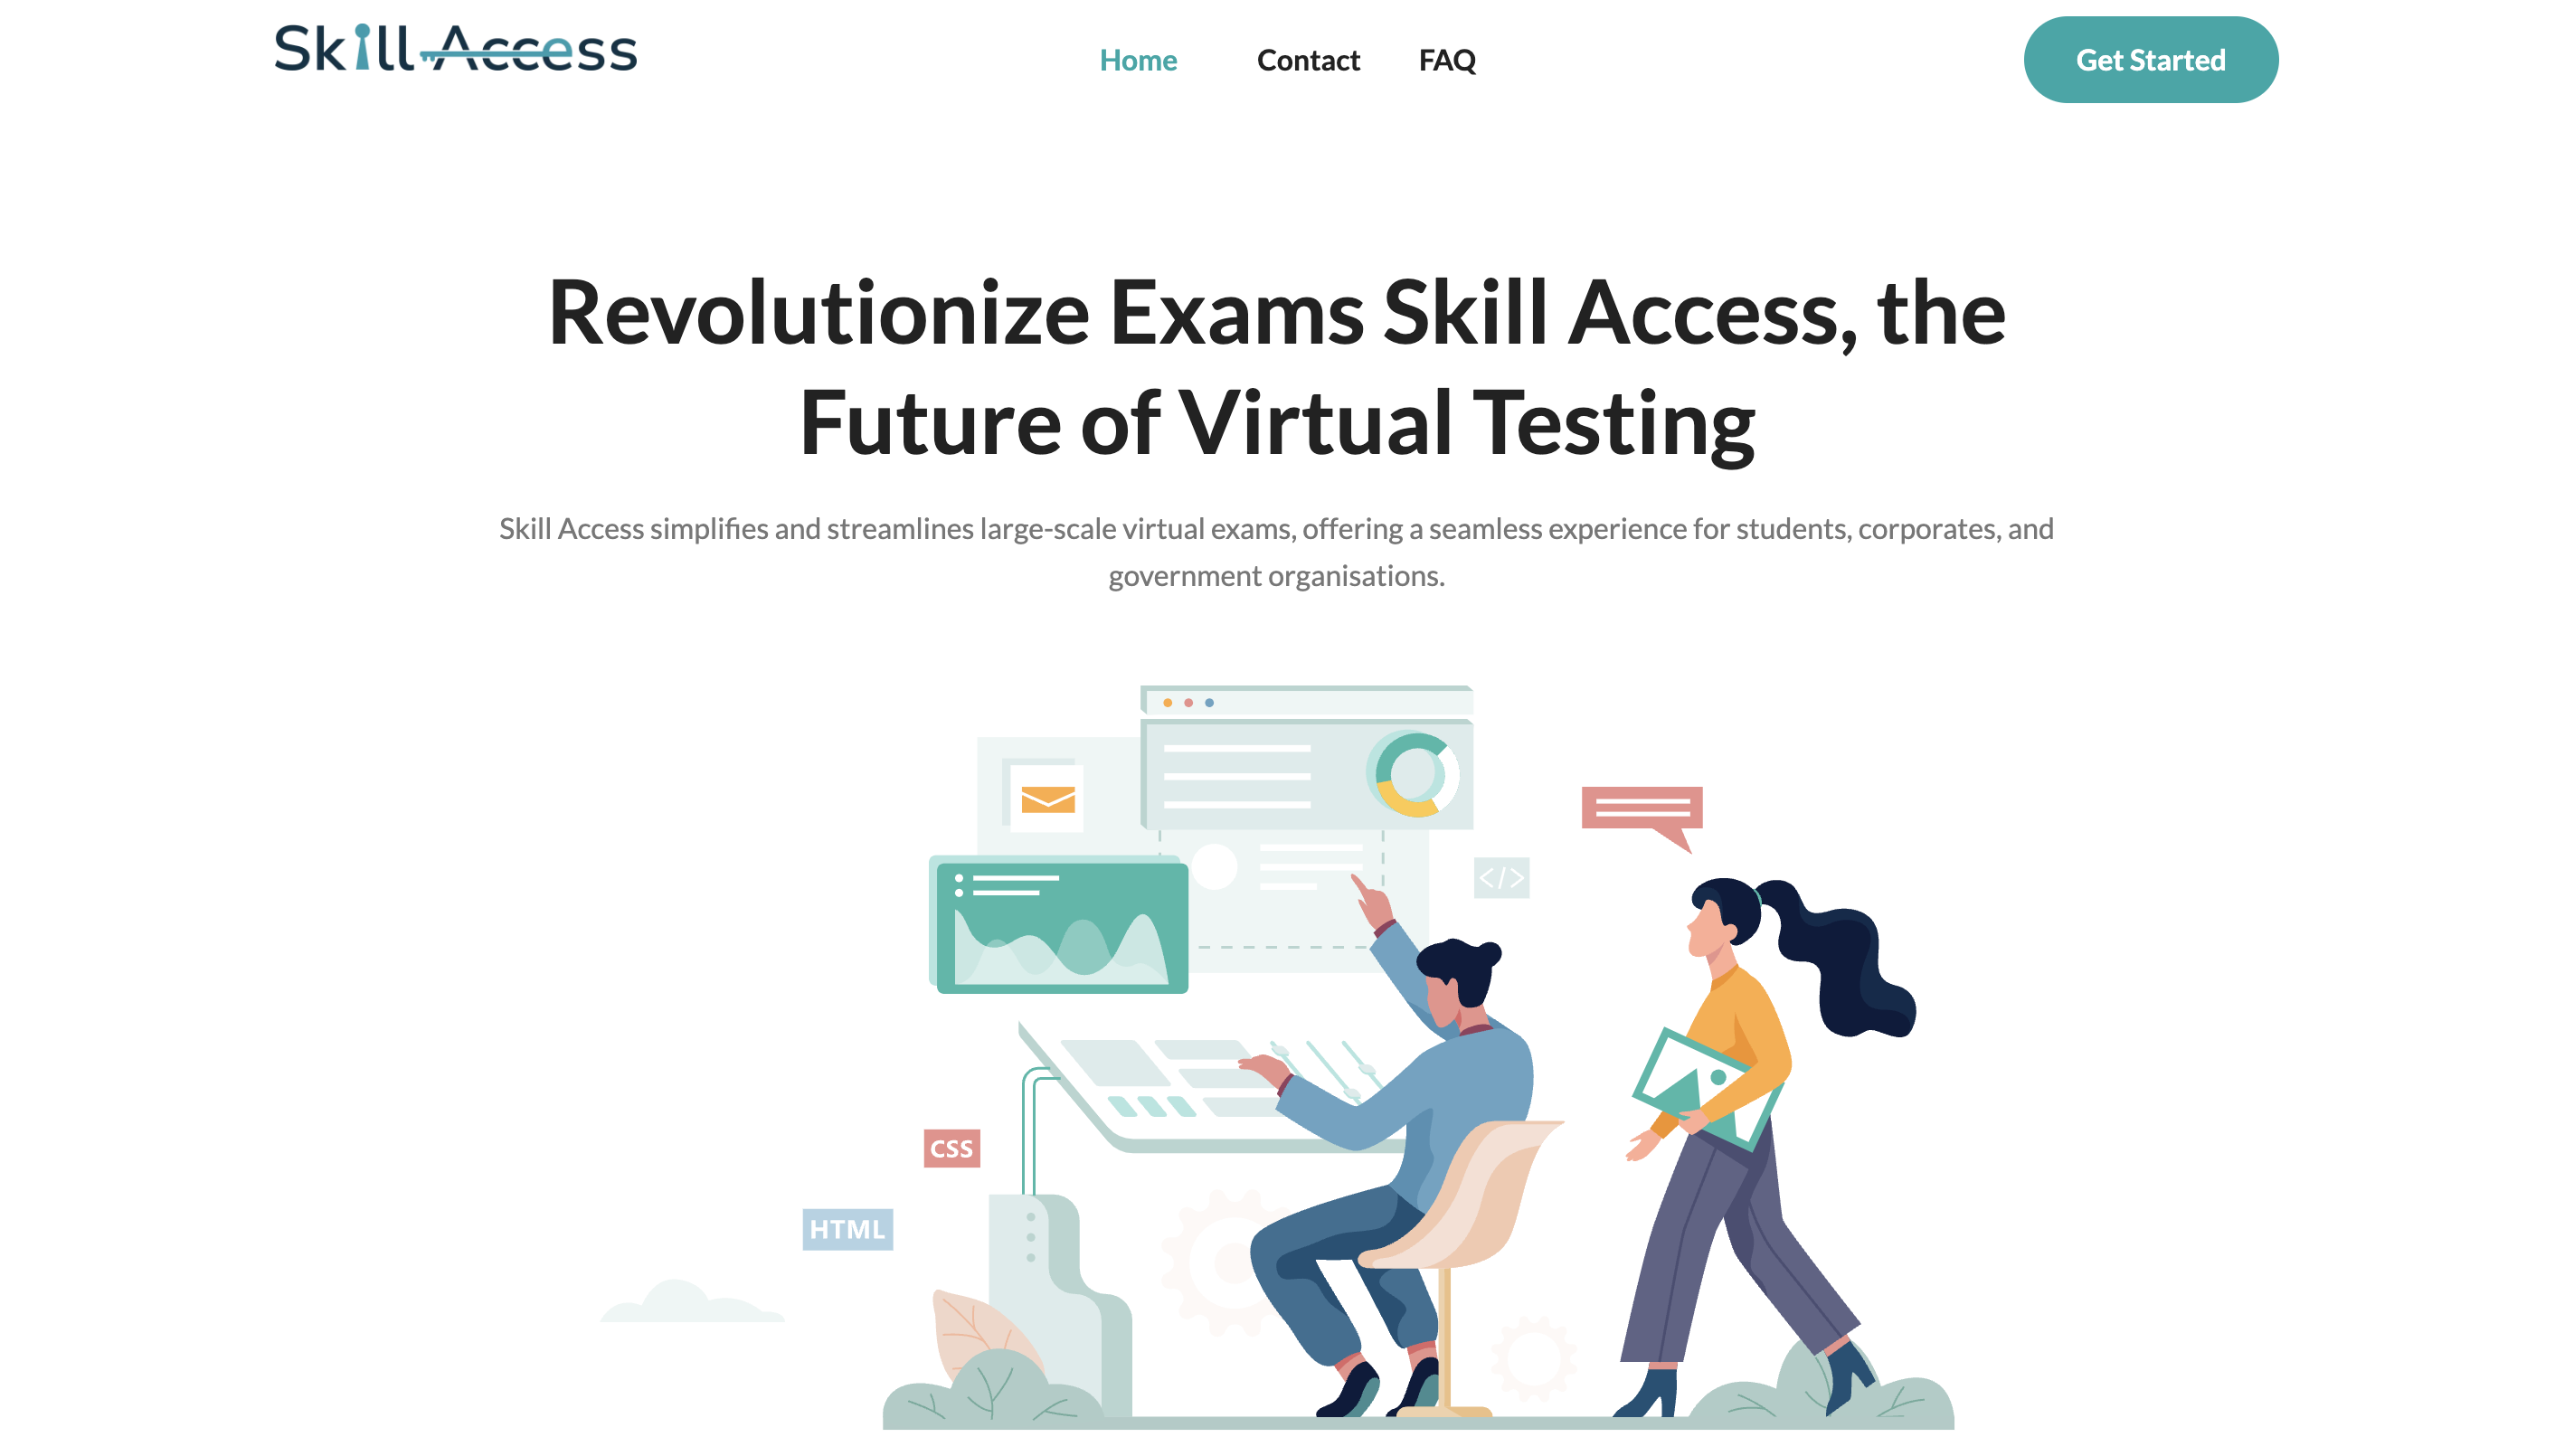 Skill Access
Home
Contact
FAQ
Get Started
Revolutionize Exams Skill Access, the
Future of Virtual Testing
Skill Access simplifies and streamlines large-scale virtual exams, offering a seamless experience for students, corporates, and
government organisations.
</>
CSS
HTML